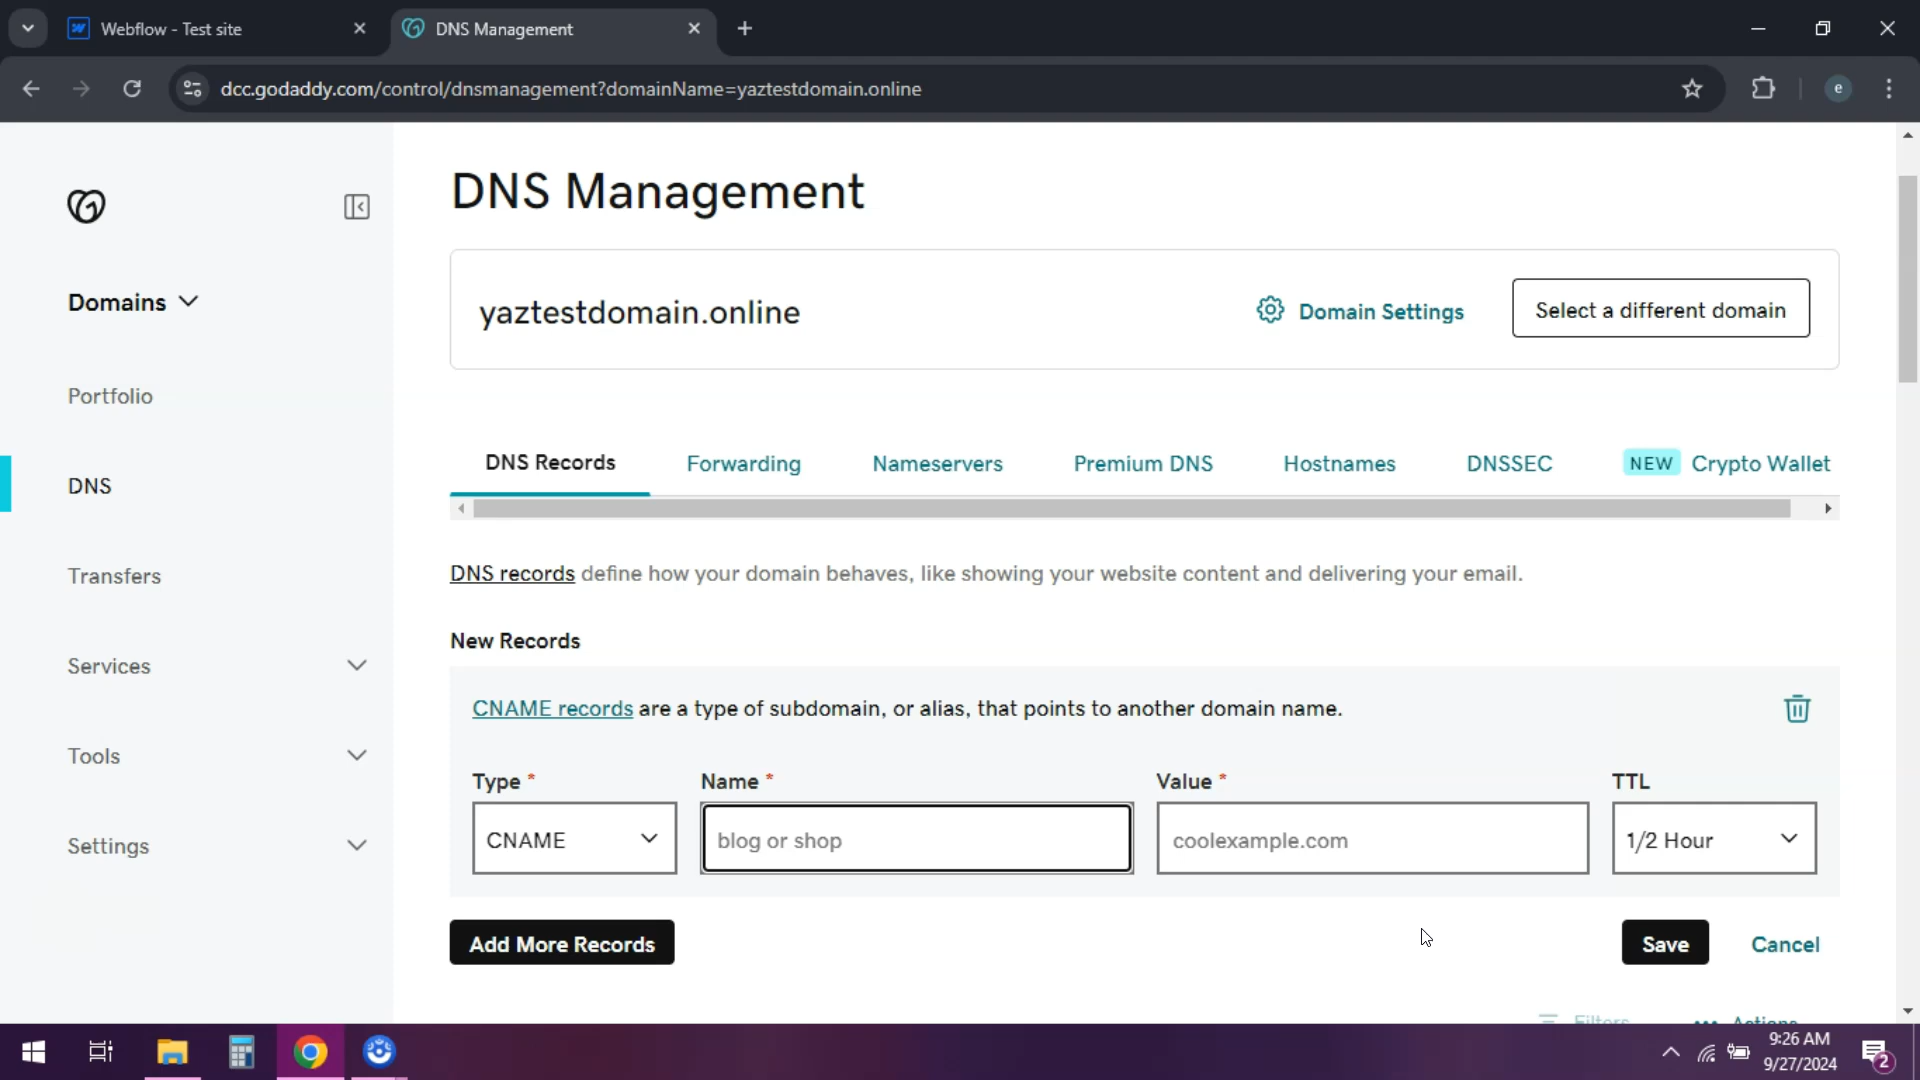 Webflow - Test site
DNS Management
dcc.godaddy.com/control/dnsmanagement?domainName=yaztestdomain.online
e
DNS Management
Domains
yaztestdomain.online
Domain Settings
Select a different domain
Portfolio
DNS
Transfers
Services
Tools
Settings
DNS Records
Forwarding
Nameservers
Premium DNS
Hostnames
DNSSEC
NEW Crypto Wallet
DNS records define how your domain behaves, like showing your website content and delivering your email.
New Records
CNAME records are a type of subdomain, or alias, that points to another domain name.
Type *
Name *
Value *
TTL
CNAME
blog or shop
coolexample.com
1/2 Hour
Add More Records
Save
Cancel
Filters
Actions
9:26 AM
9/27/2024
2